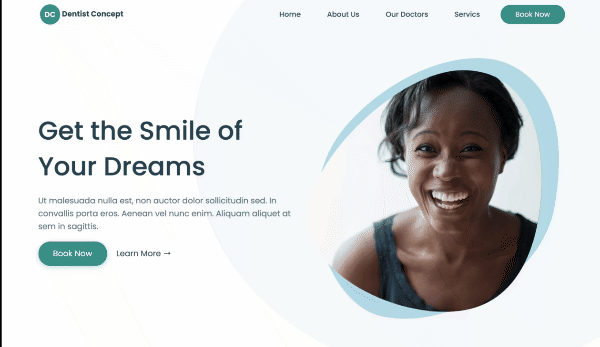 DC Dentist Concept
Home About Us Our Doctors Servics Book Now
Get the Smile of
Your Dreams
Ut malesuada nulla est, non auctor dolor sollicitudin sed. In
convallis porta eros. Aenean vel nunc enim. Aliquam aliquet at
sem in sagittis.
Book Now Learn More →